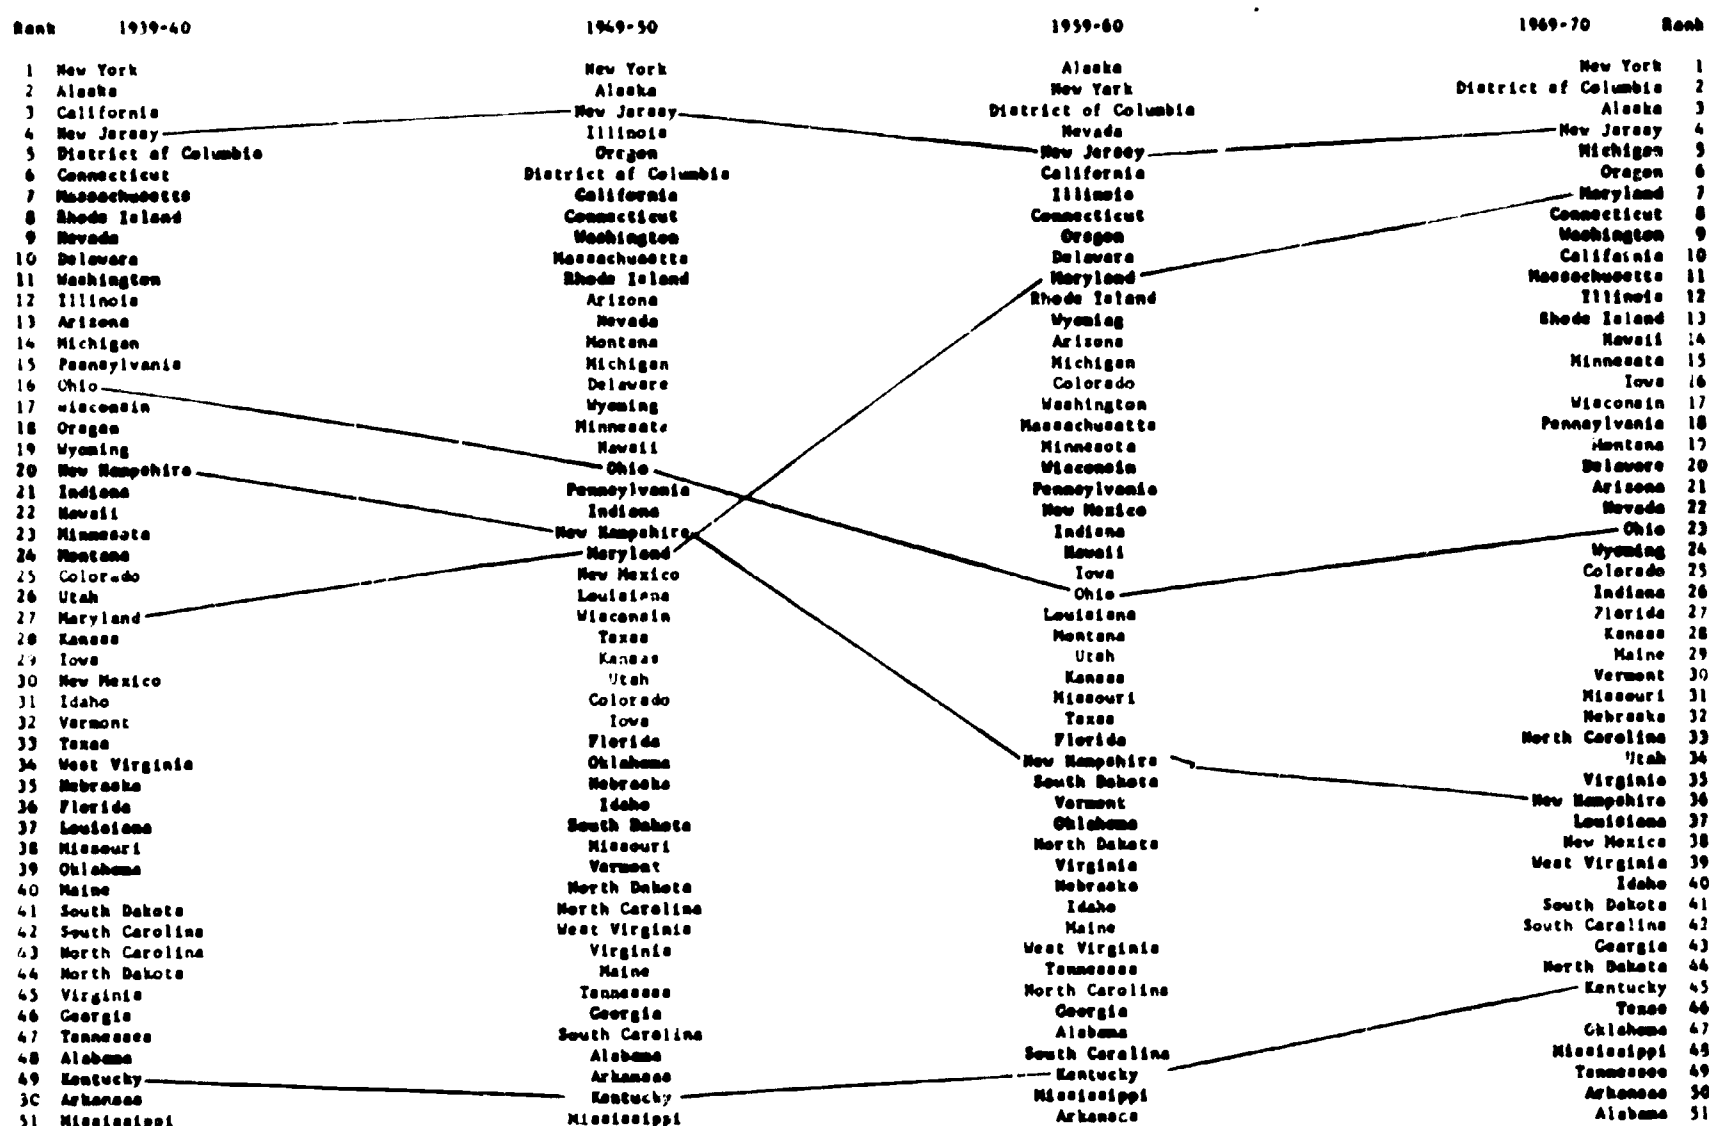 Rank 1939-40 1949-50 1959-60 1969-70 Rank
1 New York New York Alaska New York 1
2 Alaska Alaska New York District of Columbia 2
3 California New Jersey District of Columbia Alaska 3
4 New Jersey Illinois Nevada New Jersey 4
5 District of Columbia Oregon New Jersey Michigan 5
6 Connecticut District of Columbia California Oregon 6
7 Massachusetts California Illinois Maryland 7
8 Rhode Island Connecticut Connecticut Connecticut 8
9 Nevada Washington Oregon Washington 9
10 Delaware Massachusetts Delaware California 10
11 Washington Rhode Island Maryland Massachusetts 11
12 Illinois Arizona Rhode Island Illinois 12
13 Arizona Nevada Wyoming Rhode Island 13
14 Michigan Montana Arizona Hawaii 14
15 Pennsylvania Michigan Michigan Minnesota 15
16 Ohio Delaware Colorado Iowa 16
17 Wisconsin Wyoming Washington Wisconsin 17
18 Oregon Minnesota Massachusetts Pennsylvania 18
19 Wyoming Hawaii Minnesota Montana 19
20 New Hampshire Ohio Wisconsin Delaware 20
21 Indiana Pennsylvania Pennsylvania Arizona 21
22 Hawaii Indiana New Mexico Nevada 22
23 Minnesota New Hampshire Indiana Ohio 23
24 Montana Maryland Hawaii Wyoming 24
25 Colorado New Mexico Iowa Colorado 25
26 Utah Louisiana Ohio Indiana 26
27 Maryland Wisconsin Louisiana Florida 27
28 Kansas Texas Montana Kansas 28
29 Iowa Kansas Utah Maine 29
30 New Mexico Utah Kansas Vermont 30
31 Idaho Colorado Missouri Missouri 31
32 Vermont Iowa Texas Nebraska 32
33 Texas Florida Florida North Carolina 33
34 West Virginia Oklahoma New Hampshire Utah 34
35 Nebraska Nebraska South Dakota Virginia 35
36 Florida Idaho Vermont New Hampshire 36
37 Louisiana South Dakota Oklahoma Louisiana 37
38 Missouri Missouri North Dakota New Mexico 38
39 Oklahoma Vermont Virginia West Virginia 39
40 Maine North Dakota Nebraska Idaho 40
41 South Dakota North Carolina Idaho South Dakota 41
42 South Carolina West Virginia Maine South Carolina 42
43 North Carolina Virginia West Virginia Georgia 43
44 North Dakota Maine Tennessee North Dakota 44
45 Virginia Tennessee North Carolina Kentucky 45
46 Georgia Georgia Georgia Texas 46
47 Tennessee South Carolina Alabama Oklahoma 47
48 Alabama Alabama South Carolina Mississippi 48
49 Kentucky Arkansas Kentucky Tennessee 49
50 Arkansas Kentucky Mississippi Arkansas 50
51 Mississippi Mississippi Arkansas Alabama 51